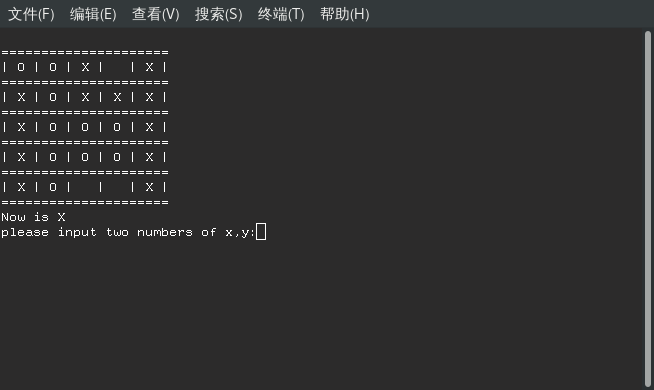 文件(F) 编辑(E) 查看(V) 搜索(S) 终端(T) 帮助(H)
=====================
| O | O | X |   | X |
=====================
| X | O | X | X | X |
=====================
| X | O | O | O | X |
=====================
| X | O | O | O | X |
=====================
| X | O |   |   | X |
=====================
Now is X
please input two numbers of x,y: